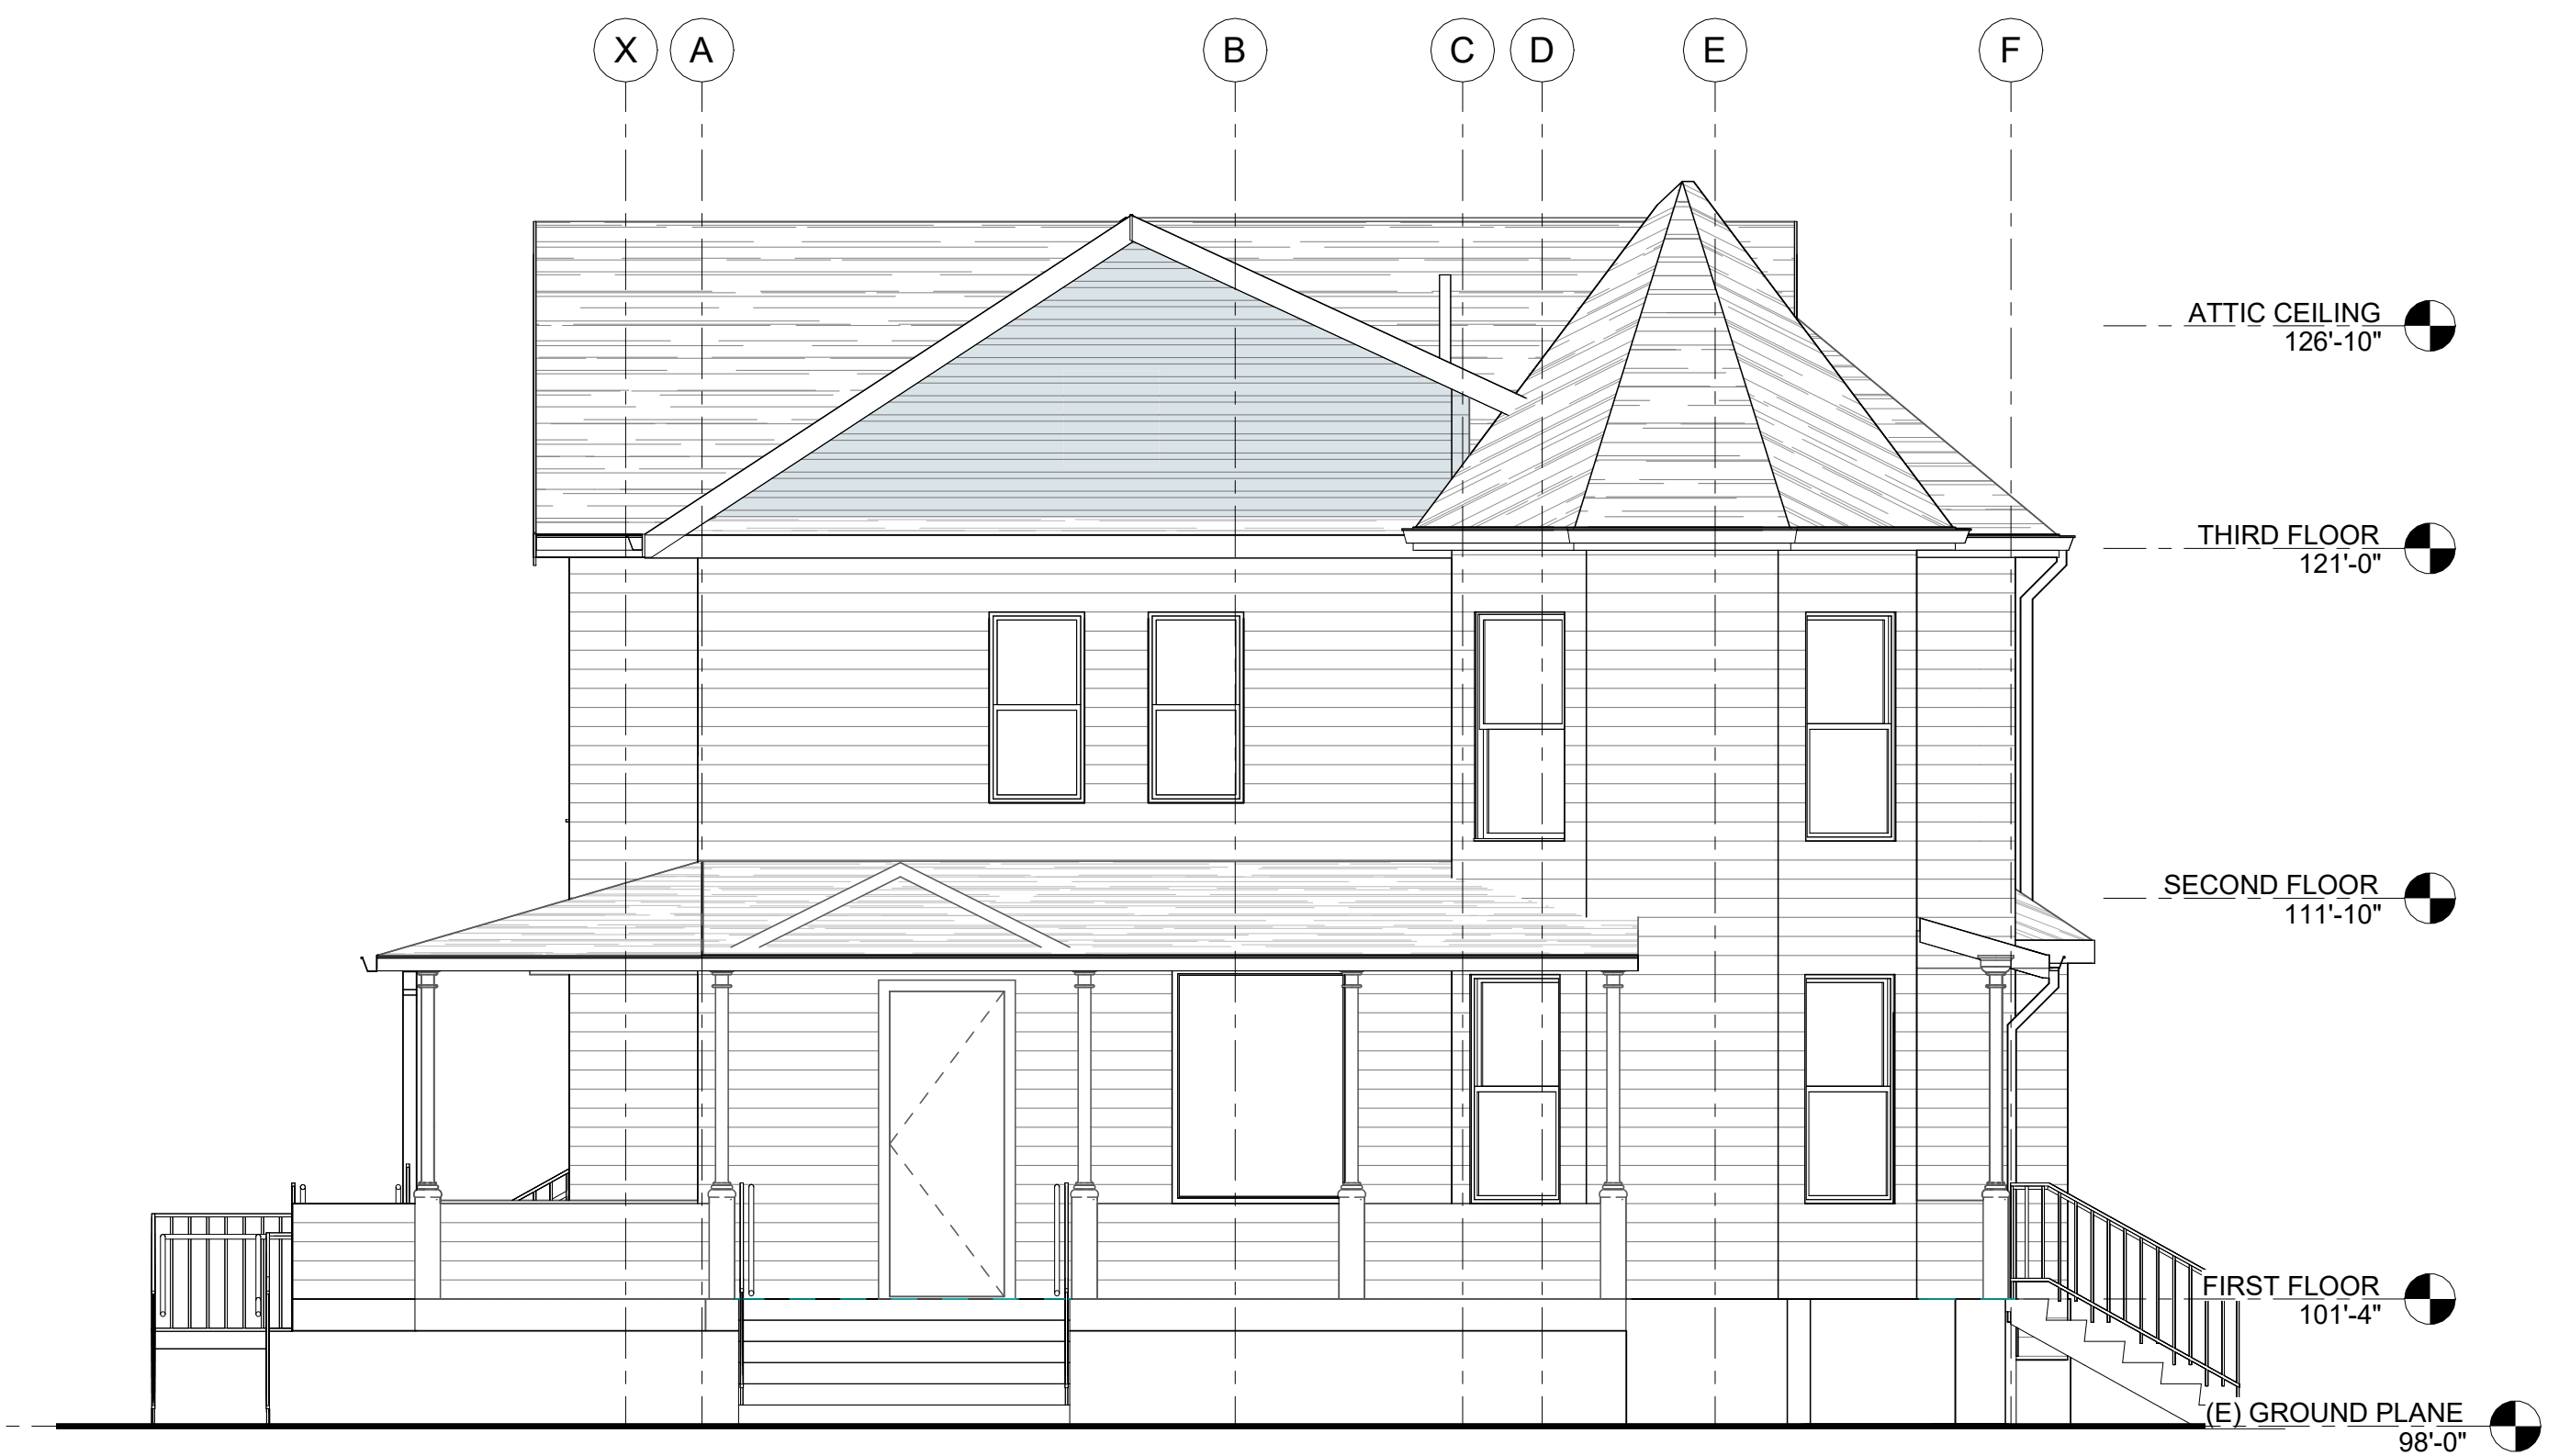 X A B C D E F
ATTIC CEILING
126'-10"
THIRD FLOOR
121'-0"
SECOND FLOOR
111'-10"
FIRST FLOOR
101'-4"
(E) GROUND PLANE
98'-0"